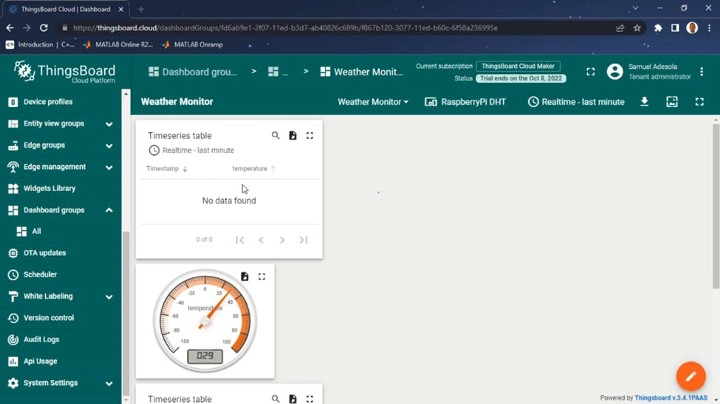 ThingsBoard Cloud | Dashboard
https://thingsboard.cloud/dashboardGroups/fd6ab9e1-2f07-11ed-b3d7-ab40826c689b/f867b120-3077-11ed-b60c-6f58a236995e
Introduction | C+...
MATLAB Online R2...
MATLAB Onramp
ThingsBoard
Cloud Platform
Dashboard grou...
>
...
>
Weather Monit...
Current subscription
ThingsBoard Cloud Maker
Status
Trial ends on the Oct 8, 2022
Samuel Adesola
Tenant administrator
Device profiles
Entity view groups
Edge groups
Edge management
Widgets Library
Dashboard groups
All
OTA updates
Scheduler
White Labeling
Version control
Audit Logs
Api Usage
System Settings
Weather Monitor
Weather Monitor
RaspberryPi DHT
Realtime - last minute
Timeseries table
Realtime - last minute
Timestamp
temperature
No data found
0 of 0
temperature
-100
-80
-60
-40
-20
0
20
40
60
80
100
029
Timeseries table
Powered by Thingsboard v.3.4.1PAAS